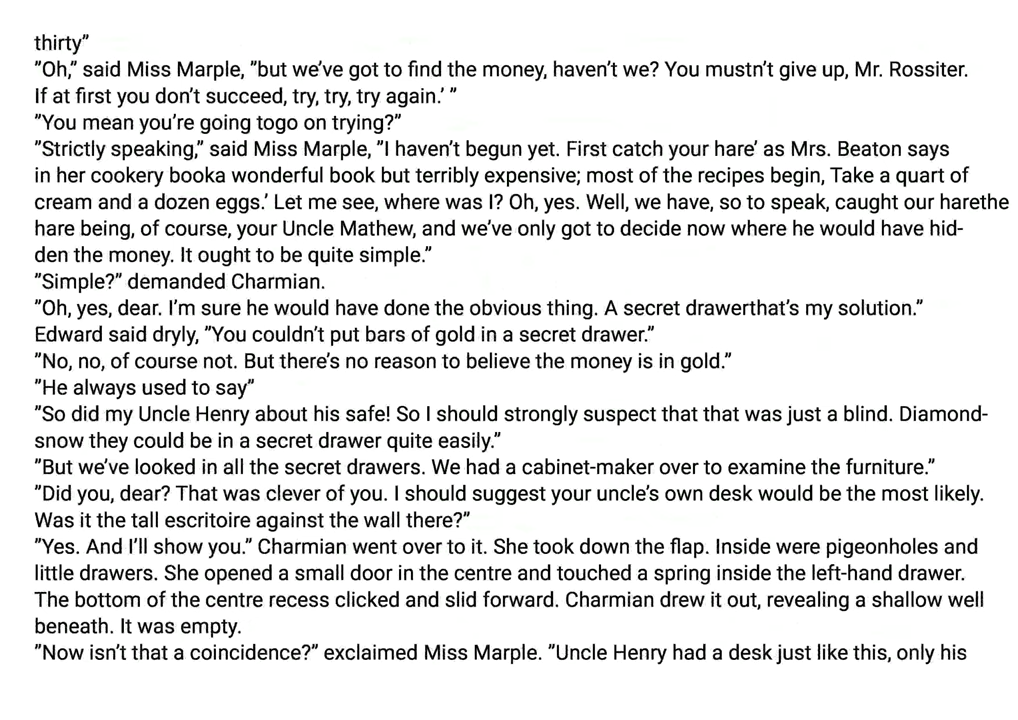 thirty”
”Oh,” said Miss Marple, ”but we’ve got to find the money, haven’t we? You mustn’t give up, Mr. Rossiter.
If at first you don’t succeed, try, try, try again.’ ”
”You mean you’re going togo on trying?”
”Strictly speaking,” said Miss Marple, ”I haven’t begun yet. First catch your hare’ as Mrs. Beaton says
in her cookery booka wonderful book but terribly expensive; most of the recipes begin, Take a quart of
cream and a dozen eggs.’ Let me see, where was I? Oh, yes. Well, we have, so to speak, caught our harethe
hare being, of course, your Uncle Mathew, and we’ve only got to decide now where he would have hid-
den the money. It ought to be quite simple.”
”Simple?” demanded Charmian.
”Oh, yes, dear. I’m sure he would have done the obvious thing. A secret drawerthat’s my solution.”
Edward said dryly, ”You couldn’t put bars of gold in a secret drawer.”
”No, no, of course not. But there’s no reason to believe the money is in gold.”
”He always used to say”
”So did my Uncle Henry about his safe! So I should strongly suspect that that was just a blind. Diamond-
snow they could be in a secret drawer quite easily.”
”But we’ve looked in all the secret drawers. We had a cabinet-maker over to examine the furniture.”
”Did you, dear? That was clever of you. I should suggest your uncle’s own desk would be the most likely.
Was it the tall escritoire against the wall there?”
”Yes. And I’ll show you.” Charmian went over to it. She took down the flap. Inside were pigeonholes and
little drawers. She opened a small door in the centre and touched a spring inside the left-hand drawer.
The bottom of the centre recess clicked and slid forward. Charmian drew it out, revealing a shallow well
beneath. It was empty.
”Now isn’t that a coincidence?” exclaimed Miss Marple. ”Uncle Henry had a desk just like this, only his